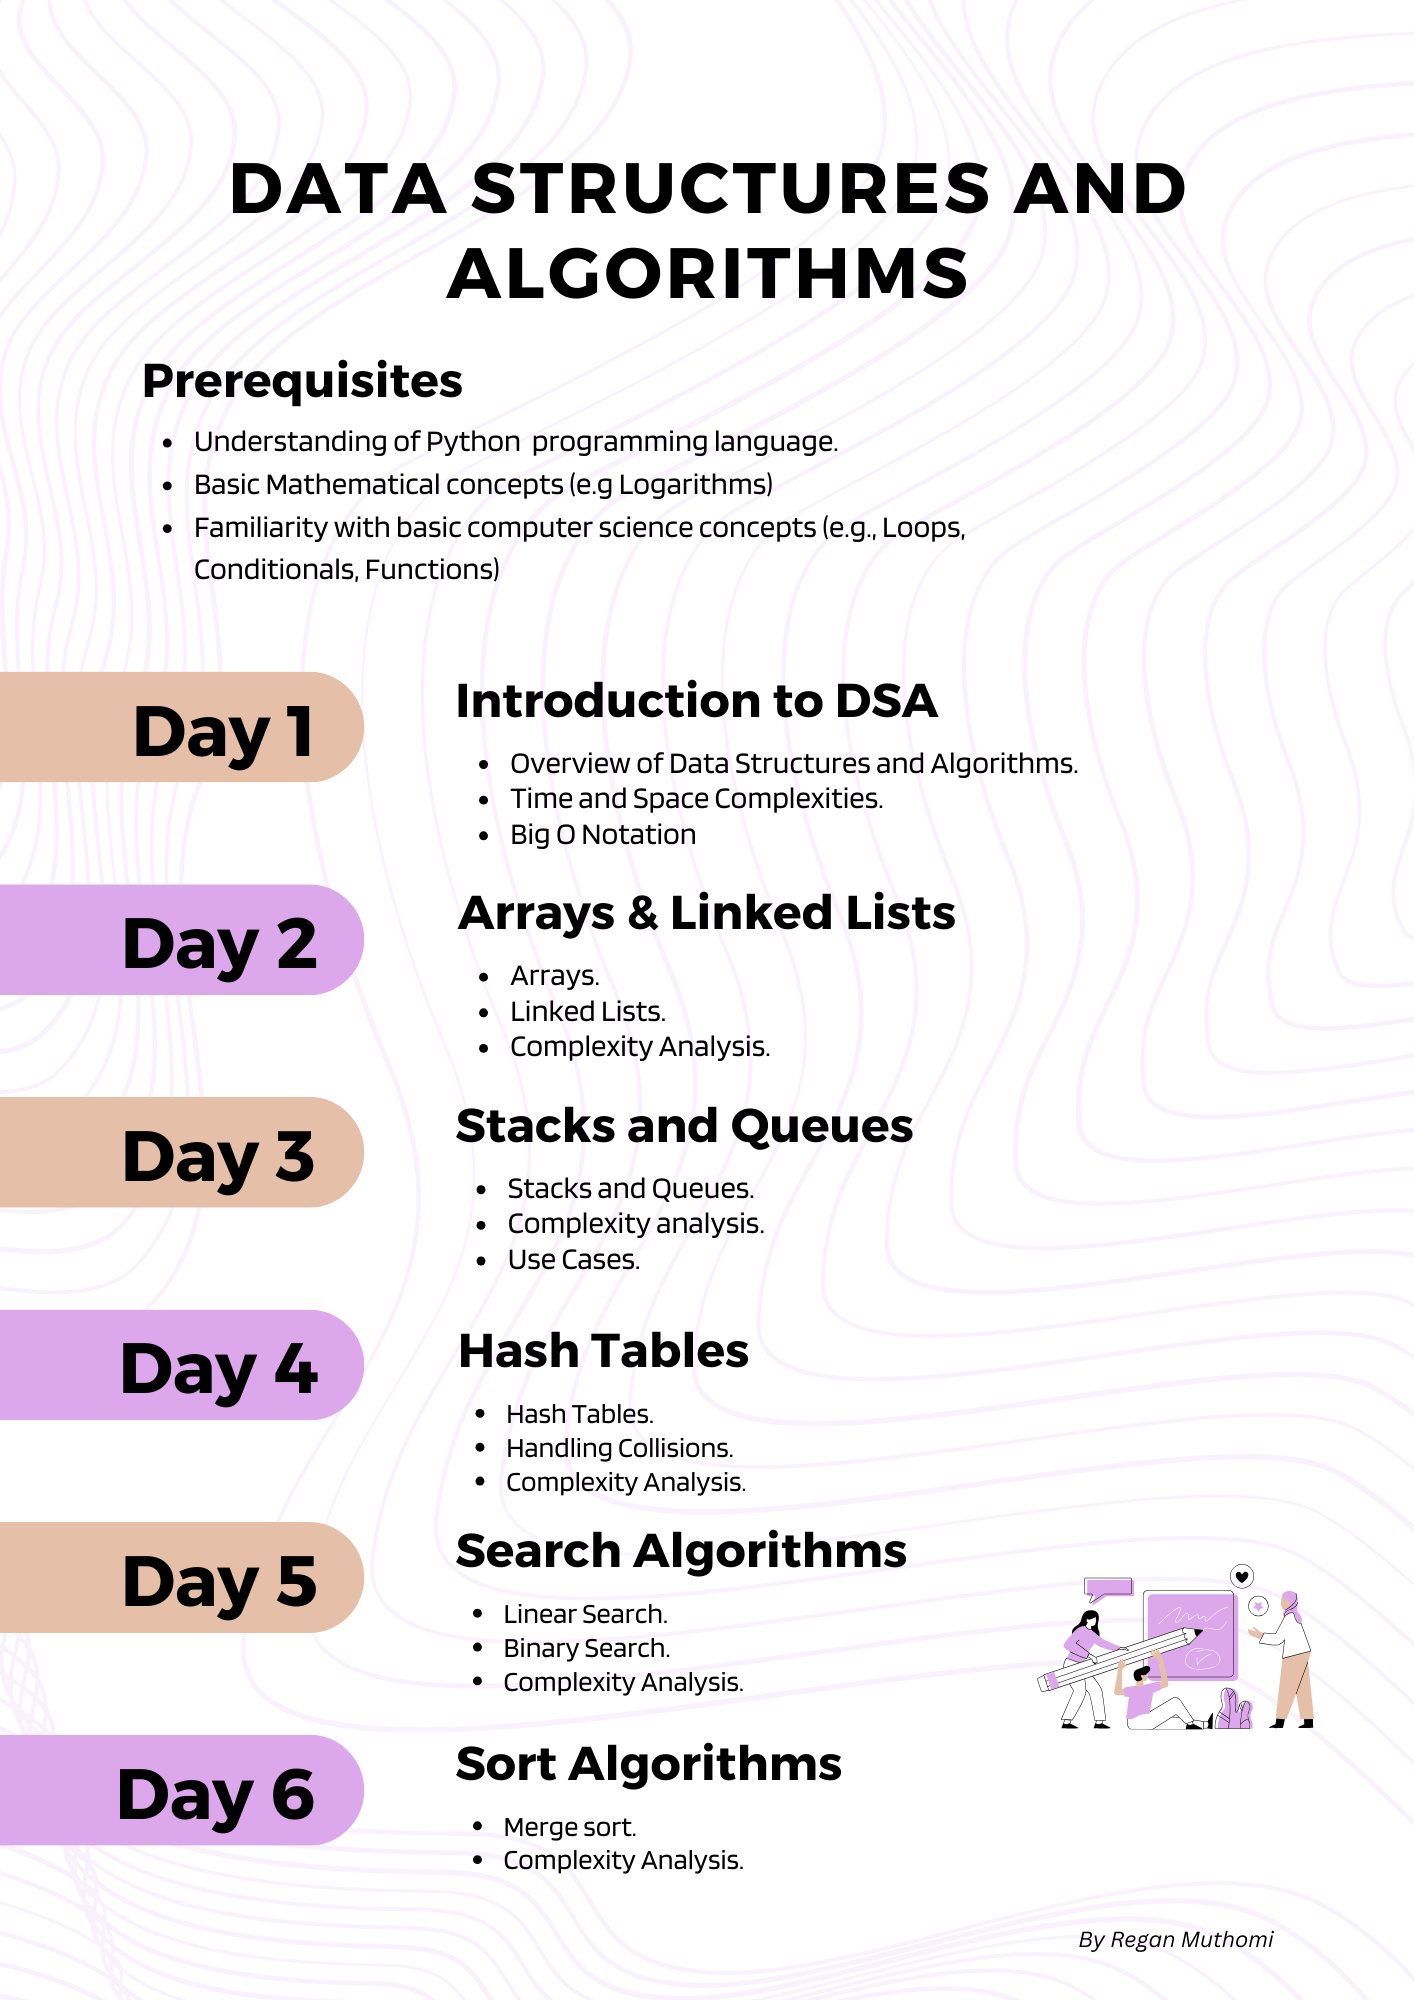 DATA STRUCTURES AND
ALGORITHMS
Prerequisites
• Understanding of Python  programming language.
• Basic Mathematical concepts (e.g Logarithms)
• Familiarity with basic computer science concepts (e.g., Loops,
Conditionals, Functions)
Day 1
Introduction to DSA
• Overview of Data Structures and Algorithms.
• Time and Space Complexities.
• Big O Notation
Day 2
Arrays & Linked Lists
• Arrays.
• Linked Lists.
• Complexity Analysis.
Day 3
Stacks and Queues
• Stacks and Queues.
• Complexity analysis.
• Use Cases.
Day 4
Hash Tables
• Hash Tables.
• Handling Collisions.
• Complexity Analysis.
Day 5
Search Algorithms
• Linear Search.
• Binary Search.
• Complexity Analysis.
Day 6
Sort Algorithms
• Merge sort.
• Complexity Analysis.
By Regan Muthomi